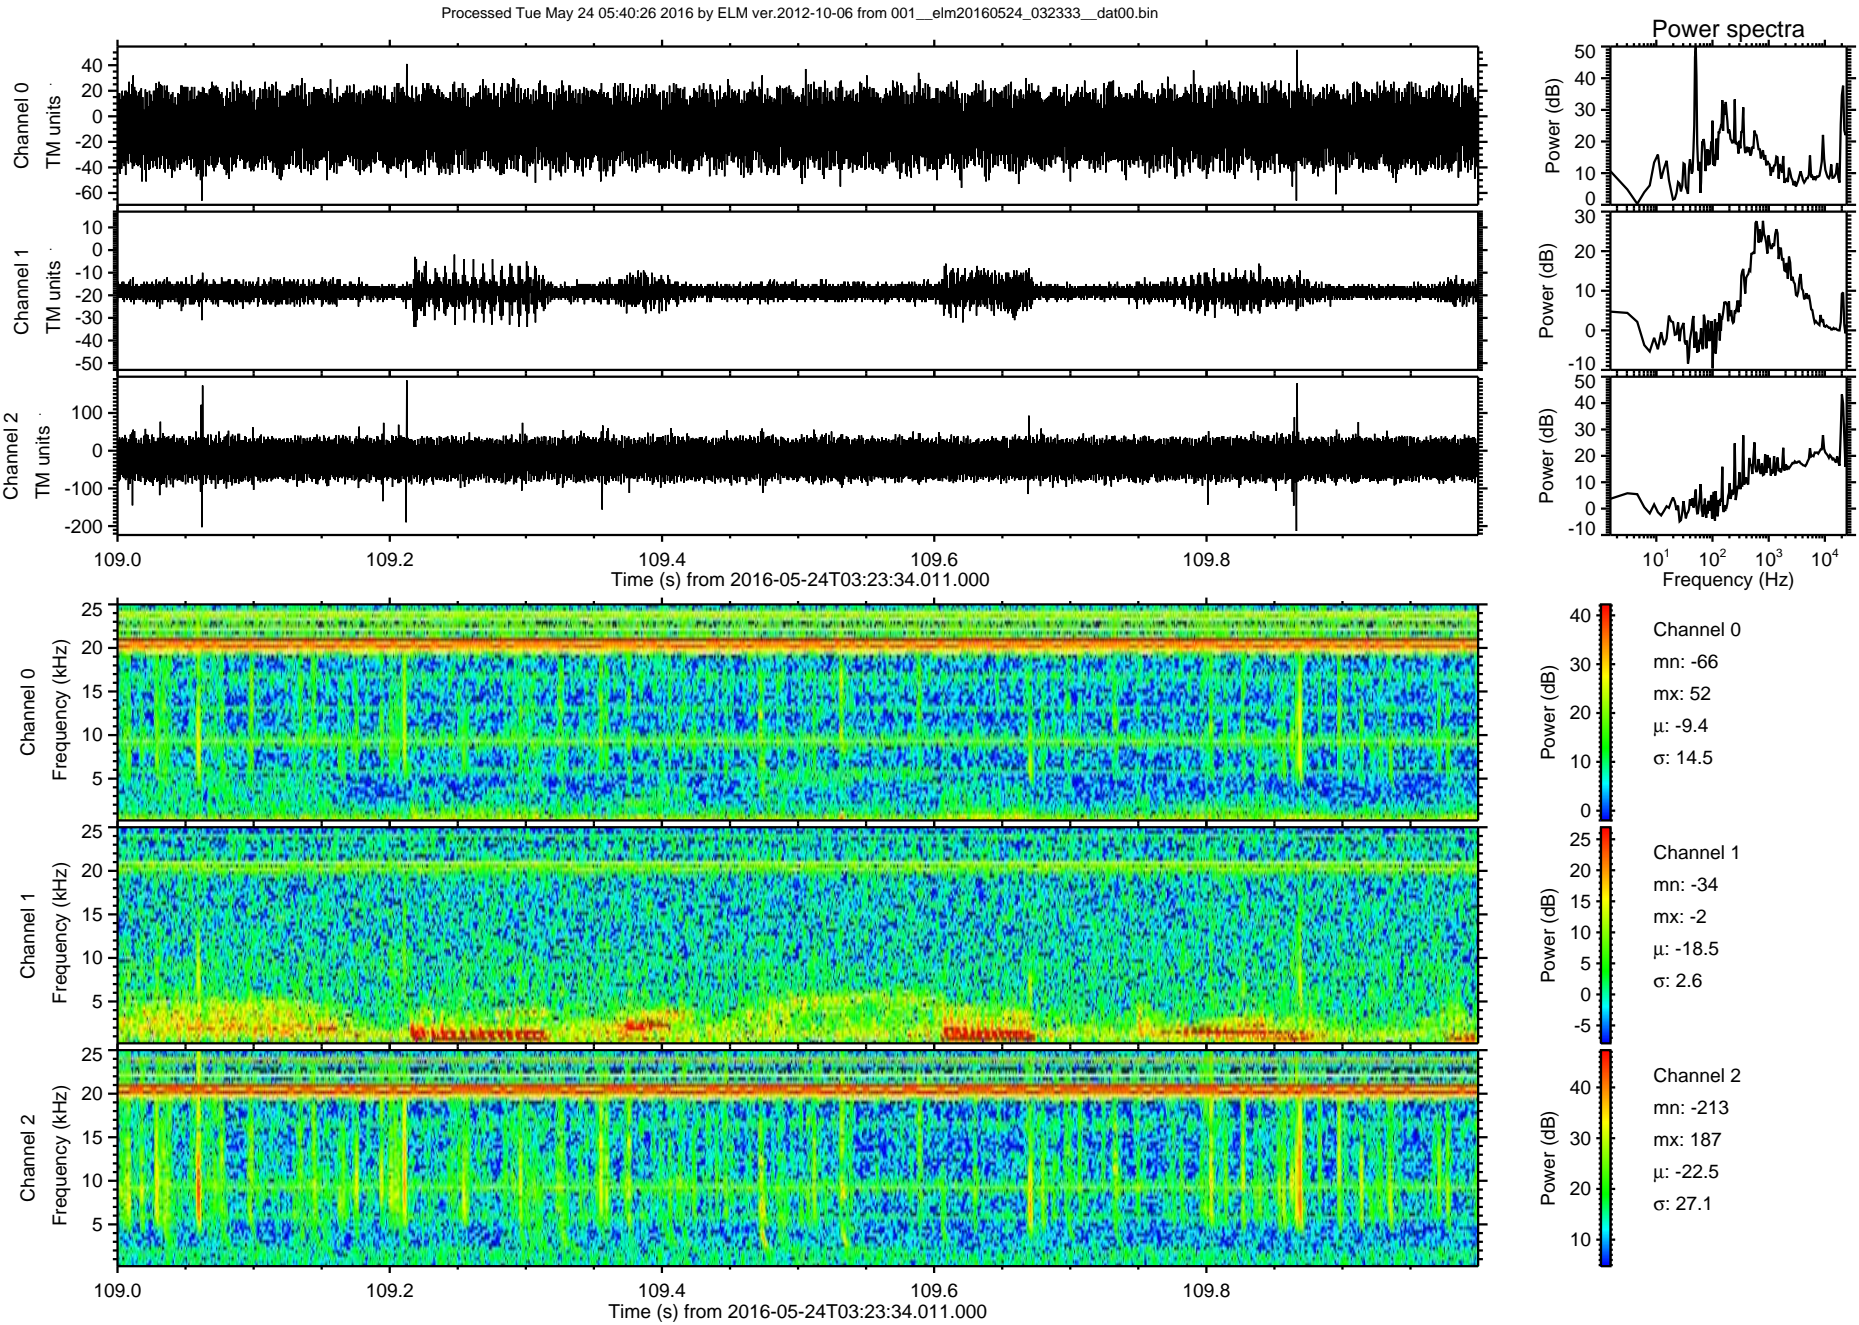 Processed Tue May 24 05:40:26 2016 by ELM ver.2012-10-06 from 001__elm20160524_032333__dat00.bin
Power spectra
Channel 0
TM units
40
20
0
-20
-40
-60
Power (dB)
50
40
30
20
10
0
Channel 1
TM units
10
0
-10
-20
-30
-40
-50
Power (dB)
30
20
10
0
-10
Channel 2
TM units
100
0
-100
-200
Power (dB)
50
40
30
20
10
0
-10
109.0 109.2 109.4 109.6 109.8
Time (s) from 2016-05-24T03:23:34.011.000
10¹ 10² 10³ 10⁴
Frequency (Hz)
Channel 0
Frequency (kHz)
25
20
15
10
5
Power (dB)
40
30
20
10
0
Channel 0
mn: -66
mx: 52
μ: -9.4
σ: 14.5
Channel 1
Frequency (kHz)
25
20
15
10
5
Power (dB)
25
20
15
10
5
0
-5
Channel 1
mn: -34
mx: -2
μ: -18.5
σ: 2.6
Channel 2
Frequency (kHz)
25
20
15
10
5
Power (dB)
40
30
20
10
Channel 2
mn: -213
mx: 187
μ: -22.5
σ: 27.1
109.0 109.2 109.4 109.6 109.8
Time (s) from 2016-05-24T03:23:34.011.000